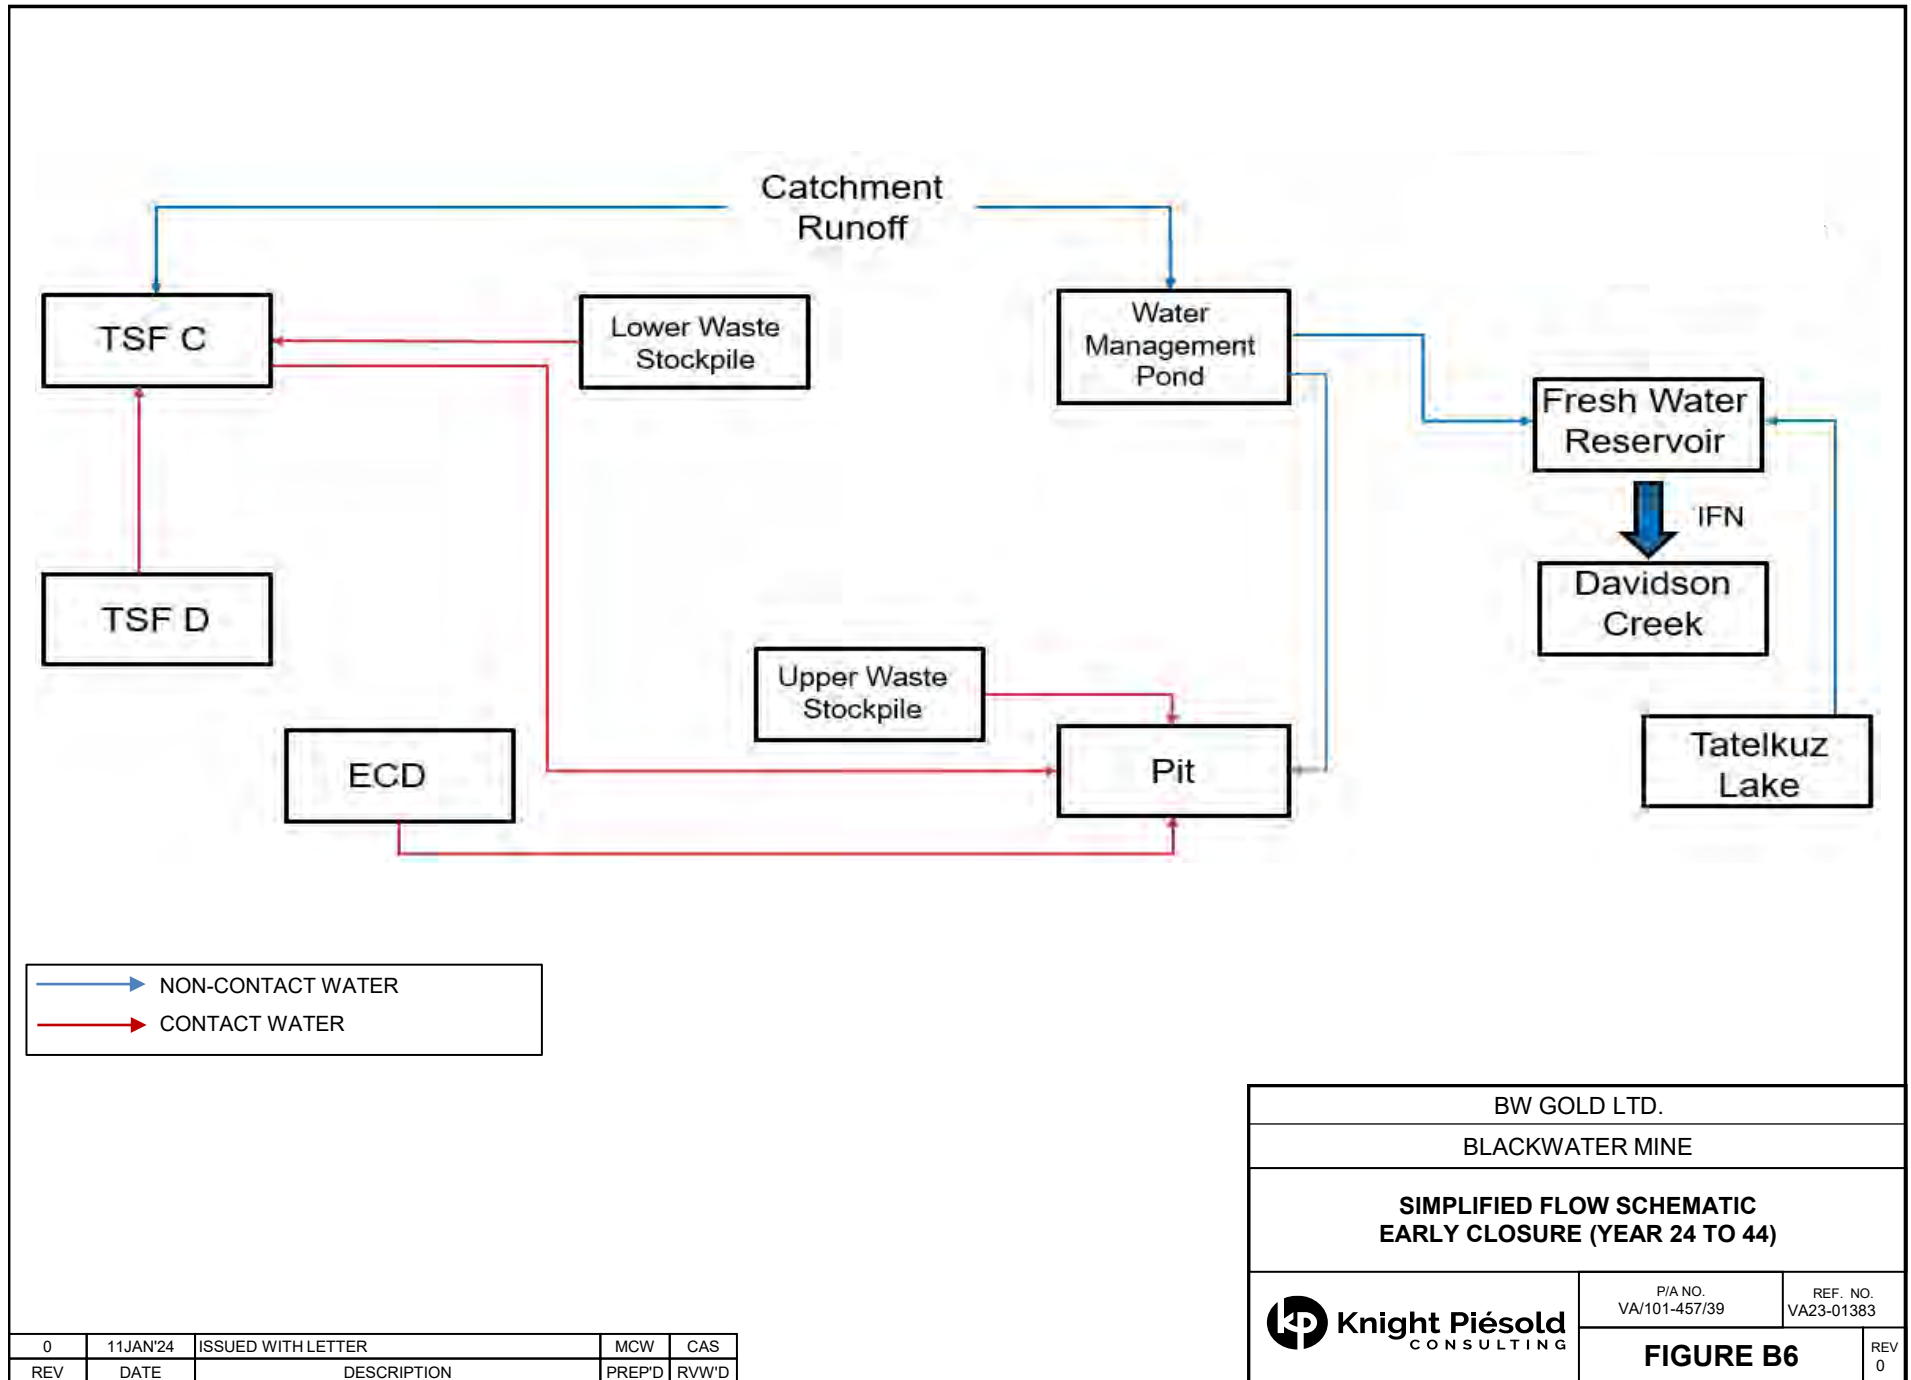 Catchment
Runoff
TSF C
Lower Waste
Stockpile
Water
Management
Pond
Fresh Water
Reservoir
IFN
TSF D
Davidson
Creek
Upper Waste
Stockpile
ECD
Pit
Tatelkuz
Lake
NON-CONTACT WATER
CONTACT WATER
BW GOLD LTD.
BLACKWATER MINE
SIMPLIFIED FLOW SCHEMATIC
EARLY CLOSURE (YEAR 24 TO 44)
kp Knight Piésold
CONSULTING
P/A NO.
VA/101-457/39
REF. NO.
VA23-01383
FIGURE B6
REV
0
0 11JAN'24 ISSUED WITH LETTER MCW CAS
REV DATE DESCRIPTION PREP'D RVW'D